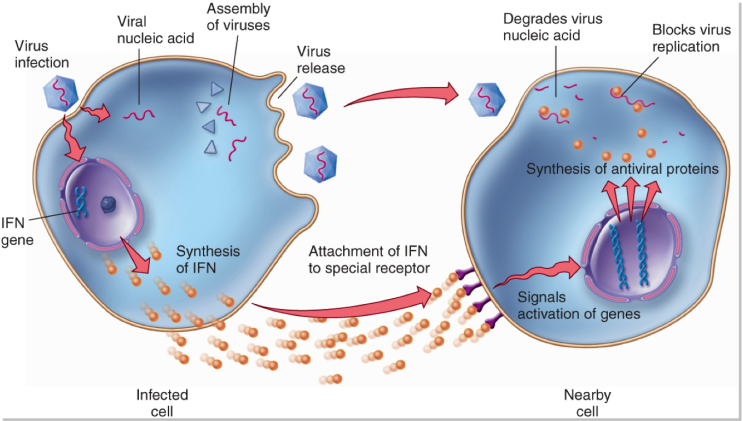 Virus
infection
Viral
nucleic acid
Assembly
of viruses
Virus
release
Degrades virus
nucleic acid
Blocks virus
replication
Synthesis of antiviral proteins
IFN
gene
Synthesis
of IFN
Attachment of IFN
to special receptor
Signals
activation of genes
Infected
cell
Nearby
cell